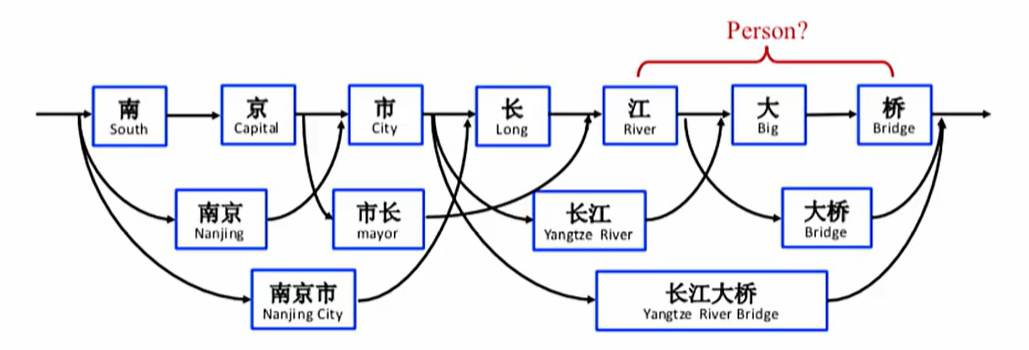 Person?
南
South
京
Capital
市
City
长
Long
江
River
大
Big
桥
Bridge
南京
Nanjing
市长
mayor
长江
Yangtze River
大桥
Bridge
南京市
Nanjing City
长江大桥
Yangtze River Bridge